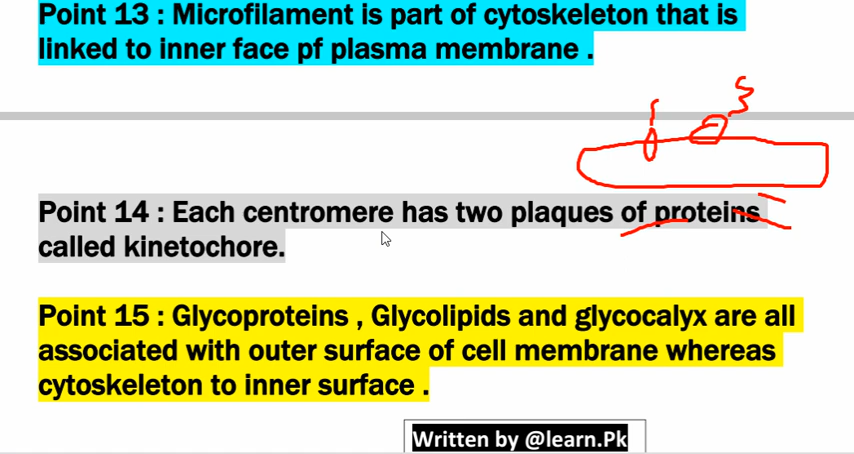 Point 13 : Microfilament is part of cytoskeleton that is
linked to inner face pf plasma membrane .
Point 14 : Each centromere has two plaques of proteins
called kinetochore.
Point 15 : Glycoproteins , Glycolipids and glycocalyx are all
associated with outer surface of cell membrane whereas
cytoskeleton to inner surface .
Written by @learn.Pk